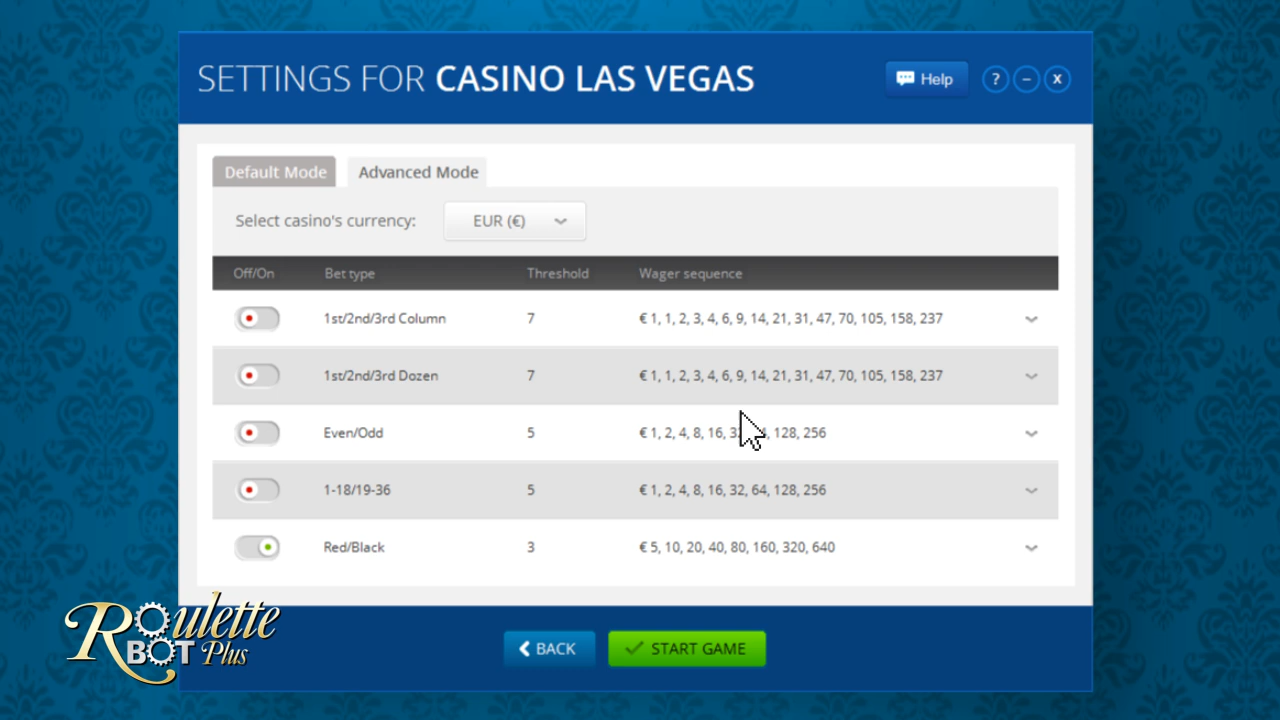 SETTINGS FOR CASINO LAS VEGAS
Help
?
x
Default Mode
Advanced Mode
Select casino's currency:
EUR (€)
Off/On Bet type Threshold Wager sequence
1st/2nd/3rd Column 7 € 1, 1, 2, 3, 4, 6, 9, 14, 21, 31, 47, 70, 105, 158, 237
1st/2nd/3rd Dozen 7 € 1, 1, 2, 3, 4, 6, 9, 14, 21, 31, 47, 70, 105, 158, 237
Even/Odd 5 € 1, 2, 4, 8, 16, 128, 256
1-18/19-36 5 € 1, 2, 4, 8, 16, 32, 64, 128, 256
Red/Black 3 € 5, 10, 20, 40, 80, 160, 320, 640
BACK
START GAME
Roulette
BOT Plus